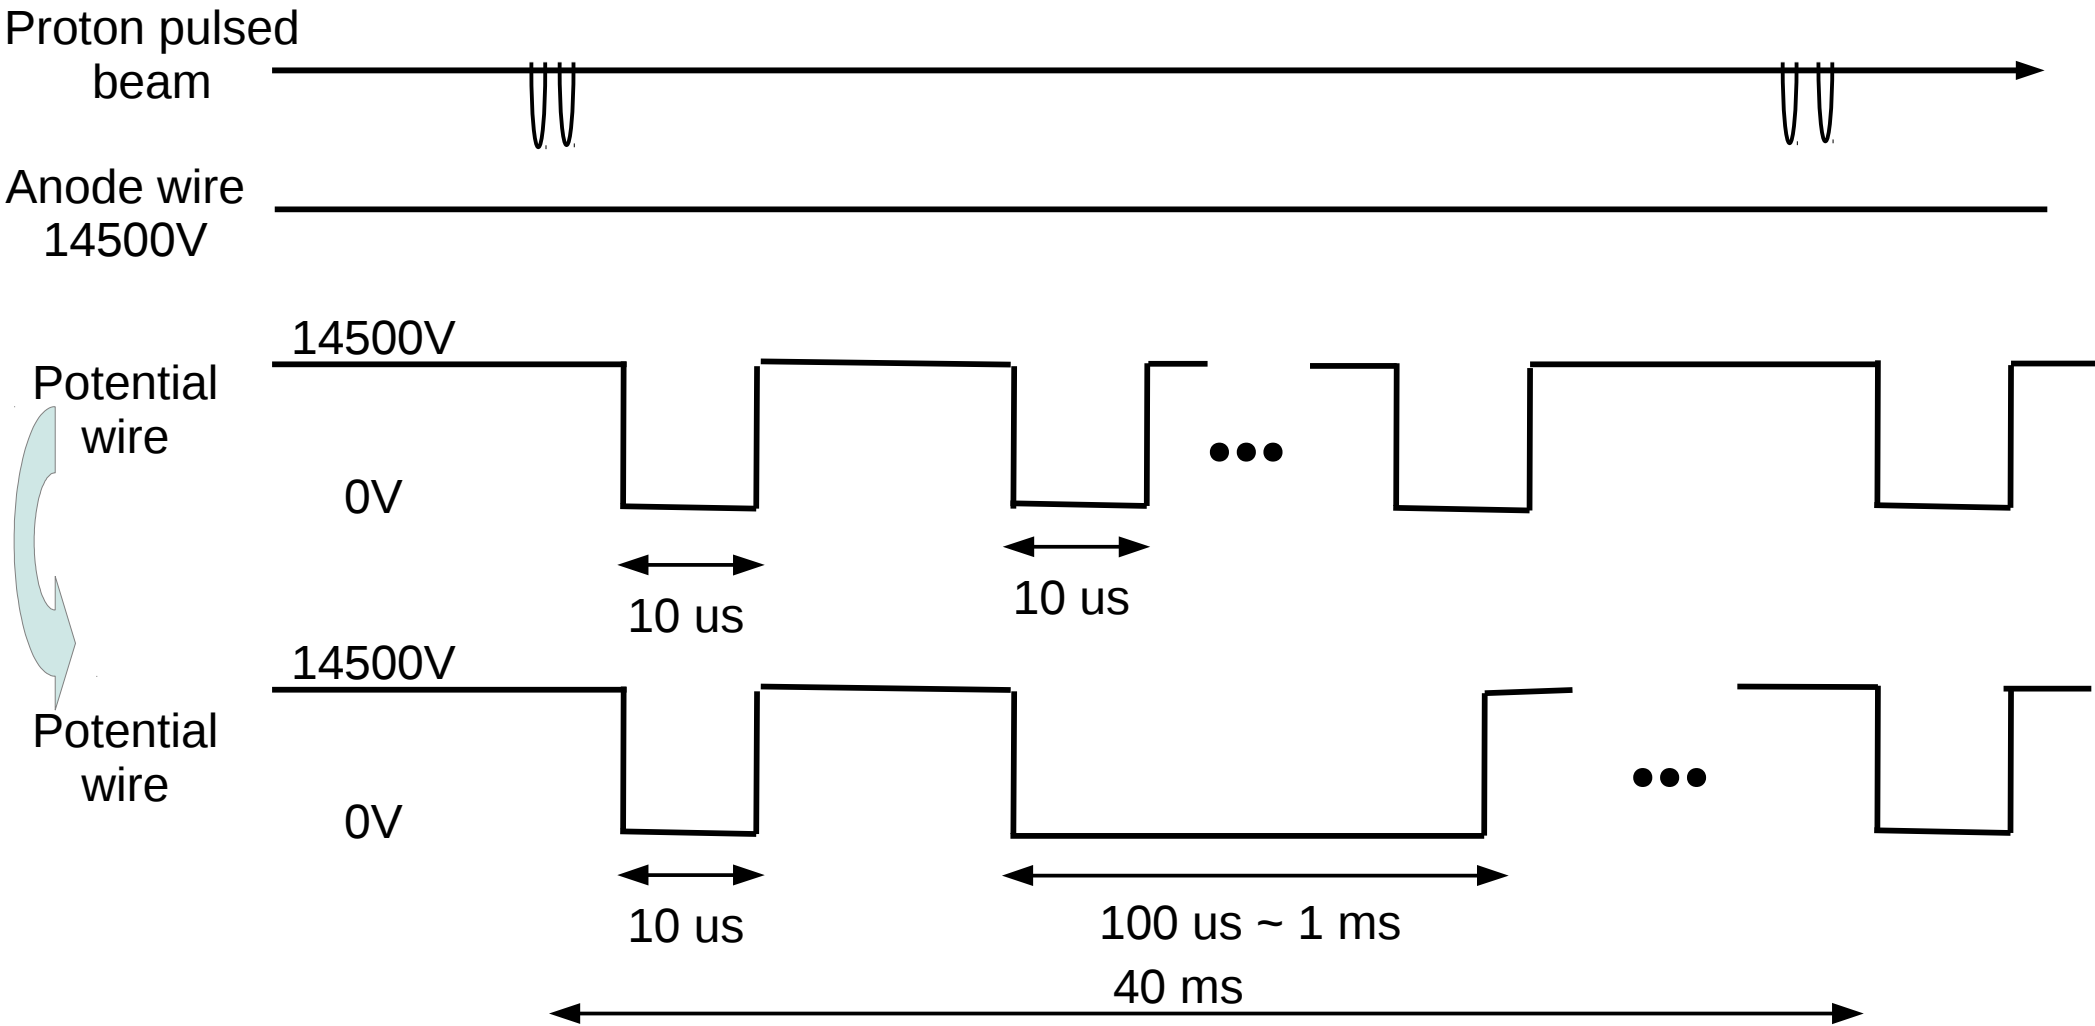 Proton pulsed
beam
Anode wire
14500V
14500V
Potential
wire
0V
10 us
10 us
14500V
Potential
wire
0V
10 us
100 us ~ 1 ms
40 ms